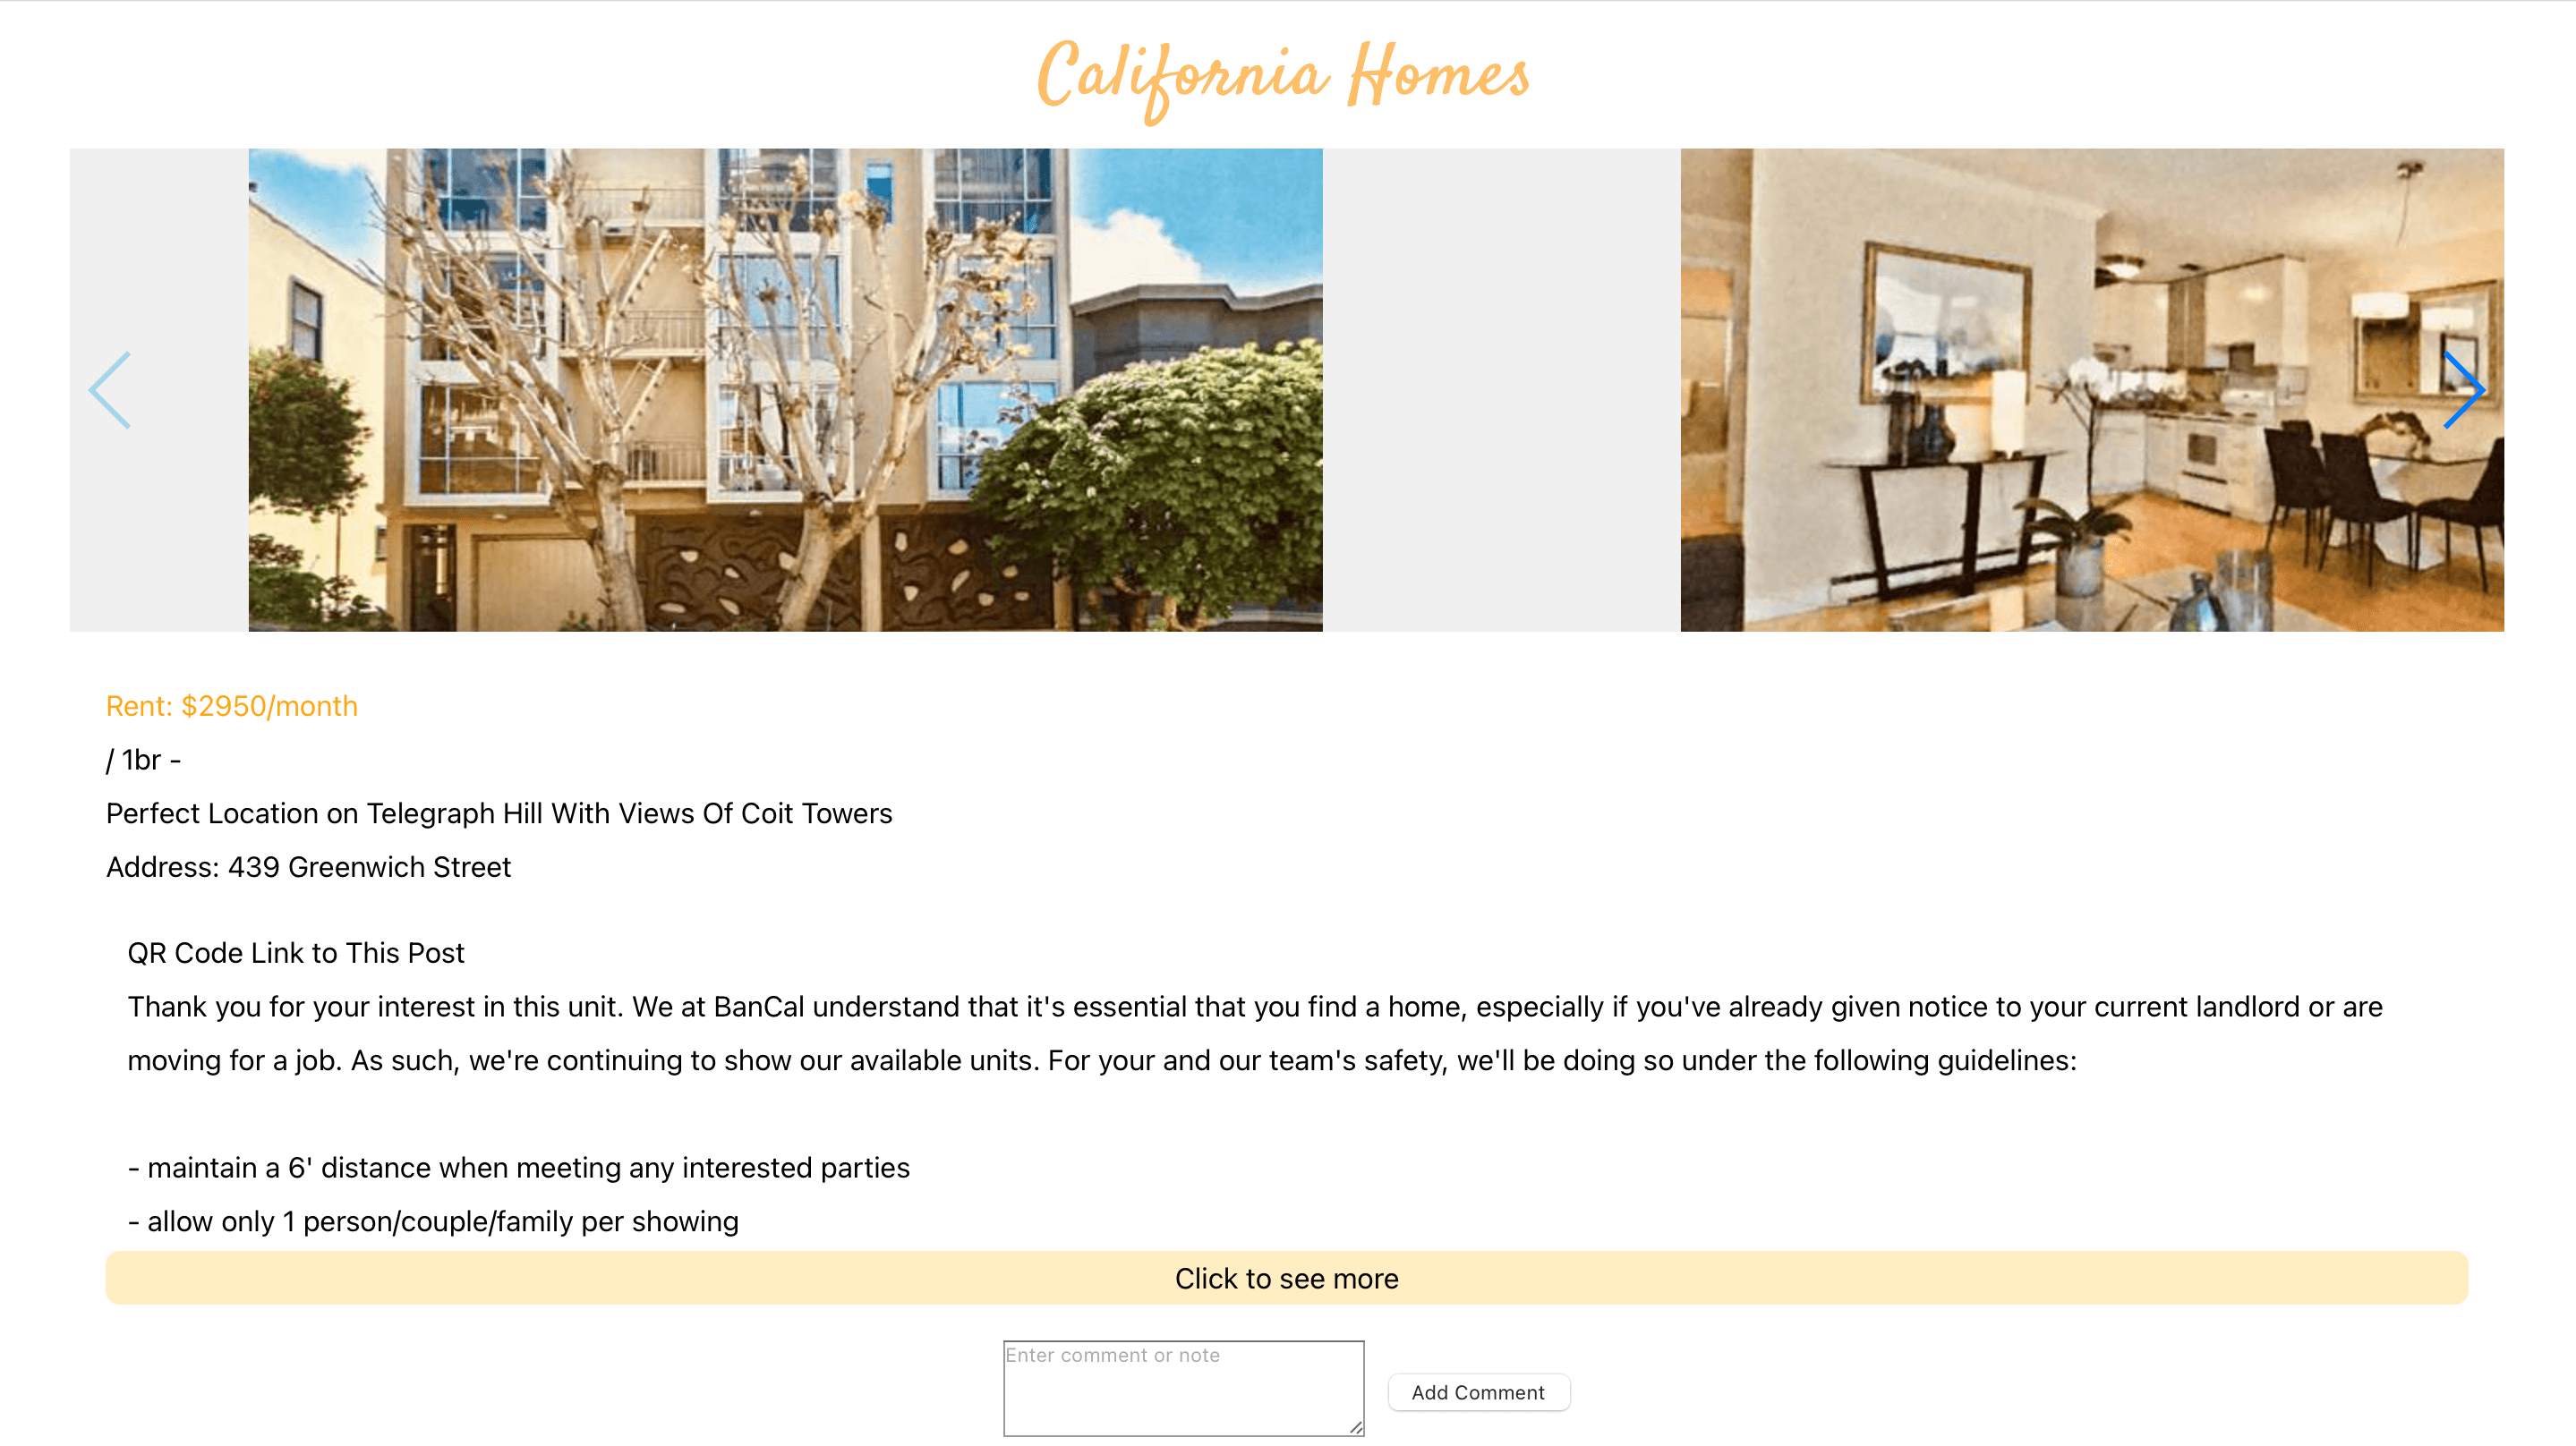 California Homes
Rent: $2950/month
/ 1br -
Perfect Location on Telegraph Hill With Views Of Coit Towers
Address: 439 Greenwich Street
QR Code Link to This Post
Thank you for your interest in this unit. We at BanCal understand that it's essential that you find a home, especially if you've already given notice to your current landlord or are
moving for a job. As such, we're continuing to show our available units. For your and our team's safety, we'll be doing so under the following guidelines:
- maintain a 6' distance when meeting any interested parties
- allow only 1 person/couple/family per showing
Click to see more
Enter comment or note
Add Comment